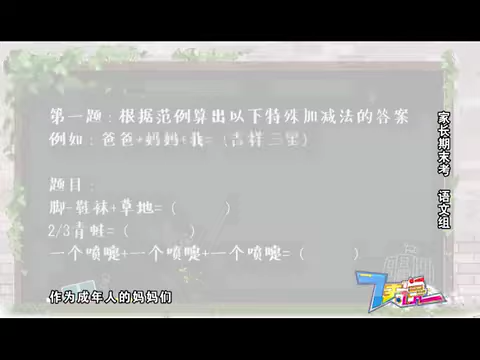 第一题：根据范例算出以下特殊加减法的答案
例如：爸爸+妈妈+我=（吉祥三宝）
题目：
脚-鞋袜+草地=（ ）
2/3青蛙=（ ）
一个喷嚏+一个喷嚏+一个喷嚏=（ ）
家长期末考 语文组
作为成年人的妈妈们